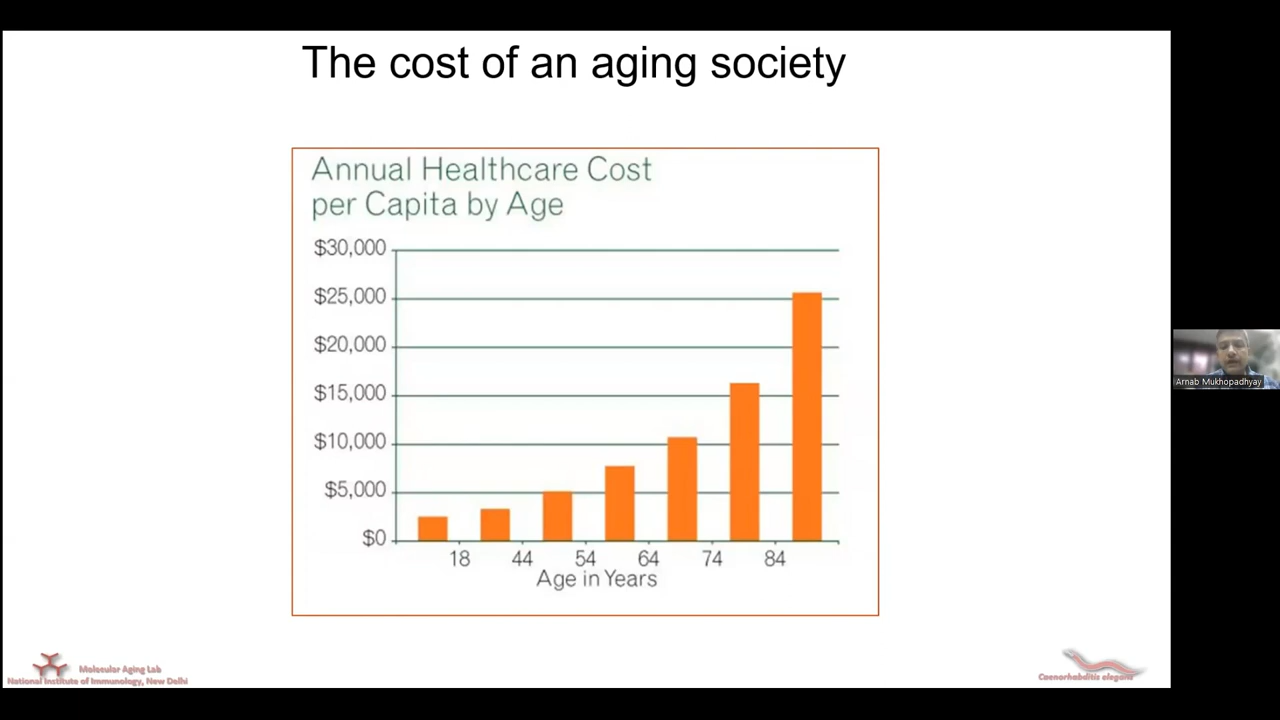 The cost of an aging society
Annual Healthcare Cost
per Capita by Age
$30,000
$25,000
$20,000
$15,000
$10,000
$5,000
$0
18 44 54 64 74 84
Age in Years
Arnab Mukhopadhyay
Molecular Aging Lab
National Institute of Immunology, New Delhi
Caenorhabditis elegans